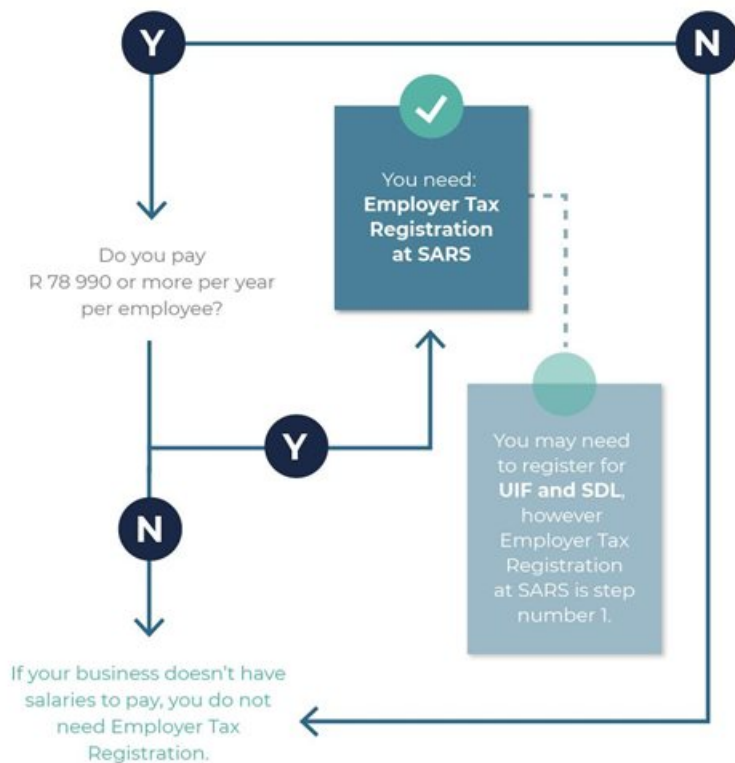 Y
N
You need:
Employer Tax
Registration
at SARS
Do you pay
R 78 990 or more per year
per employee?
Y
You may need
to register for
UIF and SDL,
however
Employer Tax
Registration
at SARS is step
number 1.
N
If your business doesn't have
salaries to pay, you do not
need Employer Tax
Registration.